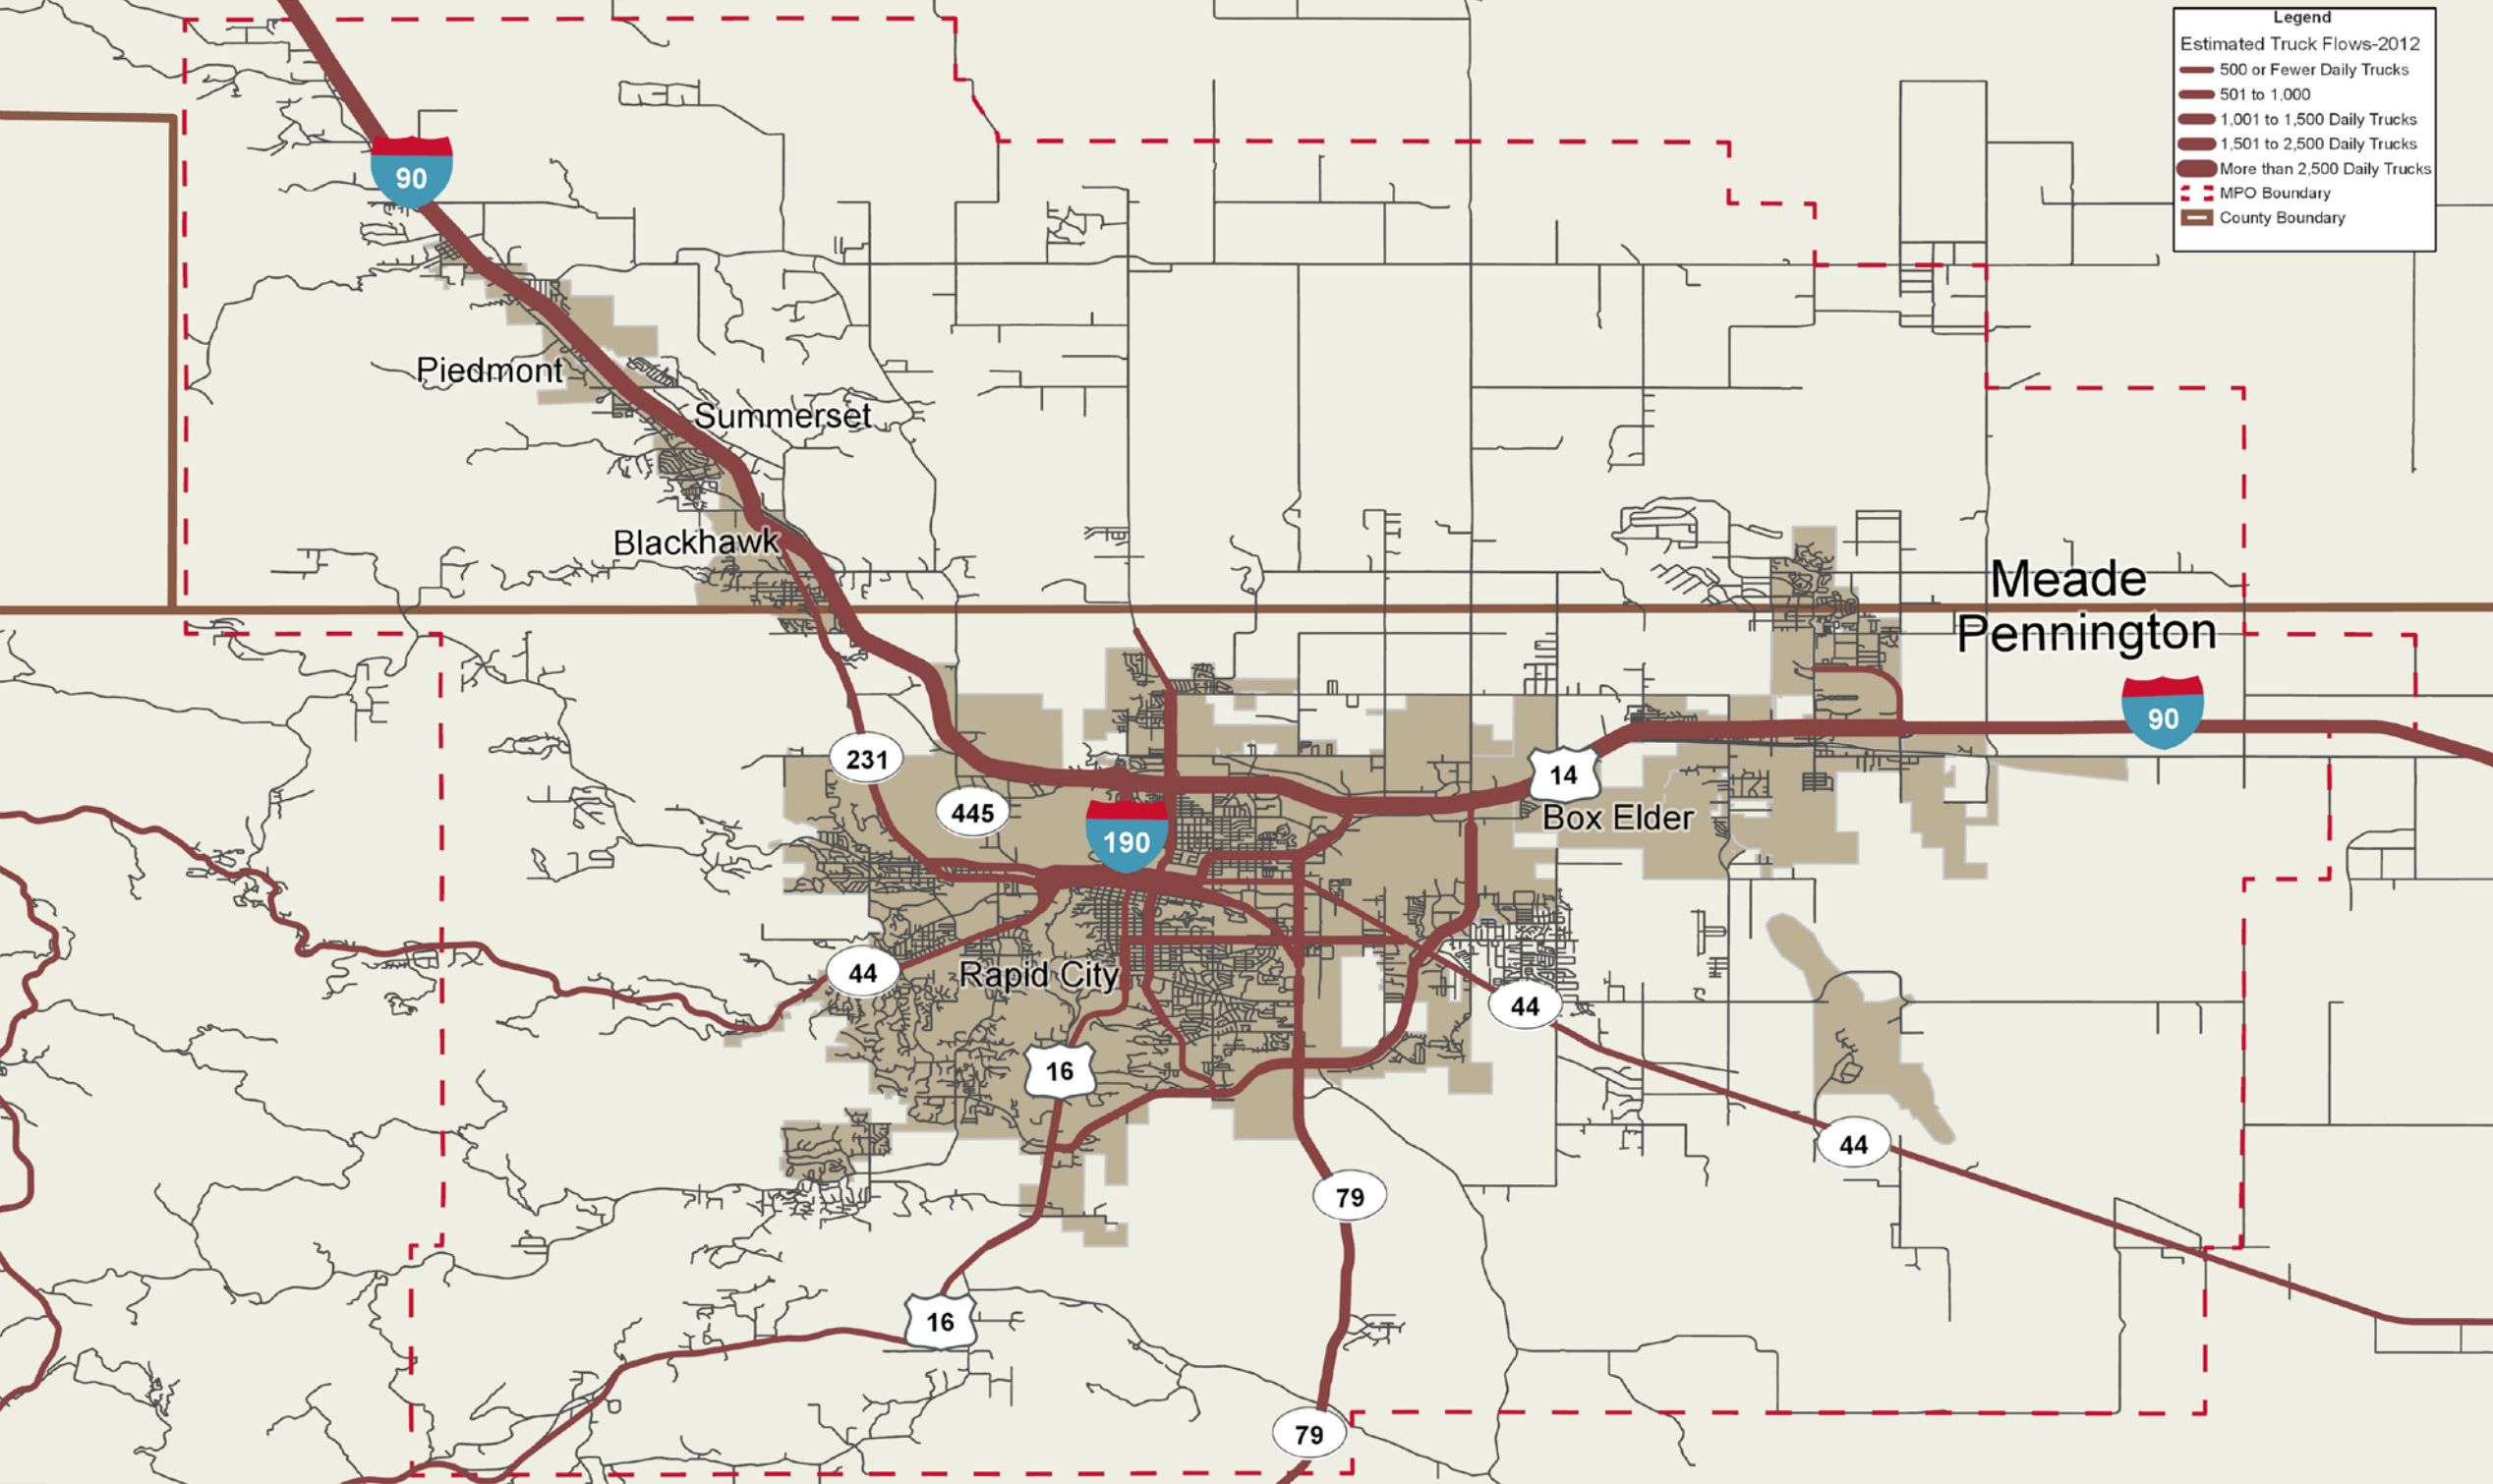 Legend
Estimated Truck Flows-2012
500 or Fewer Daily Trucks
501 to 1,000
1,001 to 1,500 Daily Trucks
1,501 to 2,500 Daily Trucks
More than 2,500 Daily Trucks
MPO Boundary
County Boundary
90
Piedmont
Summerset
Blackhawk
Meade
Pennington
90
231
14
445
Box Elder
190
44
Rapid City
44
16
44
79
16
79